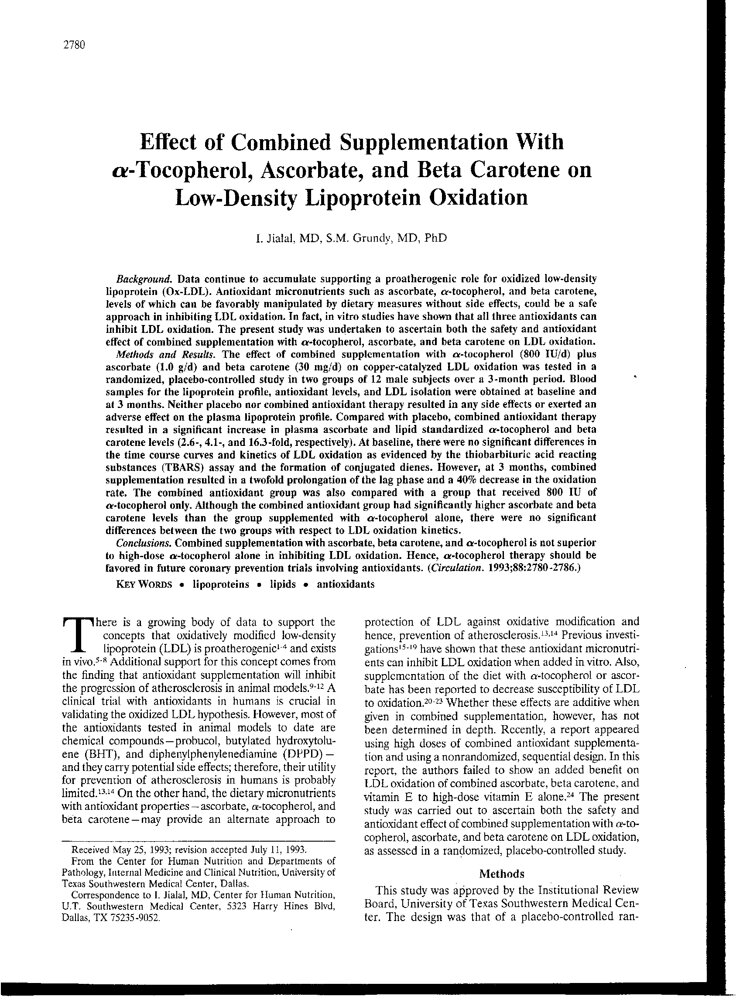 2780
Effect of Combined Supplementation With
α-Tocopherol, Ascorbate, and Beta Carotene on
Low-Density Lipoprotein Oxidation
I. Jialal, MD, S.M. Grundy, MD, PhD
Background. Data continue to accumulate supporting a proatherogenic role for oxidized low-density
lipoprotein (Ox-LDL). Antioxidant micronutrients such as ascorbate, α-tocopherol, and beta carotene,
levels of which can be favorably manipulated by dietary measures without side effects, could be a safe
approach in inhibiting LDL oxidation. In fact, in vitro studies have shown that all three antioxidants can
inhibit LDL oxidation. The present study was undertaken to ascertain both the safety and antioxidant
effect of combined supplementation with α-tocopherol, ascorbate, and beta carotene on LDL oxidation.
Methods and Results. The effect of combined supplementation with α-tocopherol (800 IU/d) plus
ascorbate (1.0 g/d) and beta carotene (30 mg/d) on copper-catalyzed LDL oxidation was tested in a
randomized, placebo-controlled study in two groups of 12 male subjects over a 3-month period. Blood
samples for the lipoprotein profile, antioxidant levels, and LDL isolation were obtained at baseline and
at 3 months. Neither placebo nor combined antioxidant therapy resulted in any side effects or exerted an
adverse effect on the plasma lipoprotein profile. Compared with placebo, combined antioxidant therapy
resulted in a significant increase in plasma ascorbate and lipid standardized α-tocopherol and beta
carotene levels (2.6-, 4.1-, and 16.3-fold, respectively). At baseline, there were no significant differences in
the time course curves and kinetics of LDL oxidation as evidenced by the thiobarbituric acid reacting
substances (TBARS) assay and the formation of conjugated dienes. However, at 3 months, combined
supplementation resulted in a twofold prolongation of the lag phase and a 40% decrease in the oxidation
rate. The combined antioxidant group was also compared with a group that received 800 IU of
α-tocopherol only. Although the combined antioxidant group had significantly higher ascorbate and beta
carotene levels than the group supplemented with α-tocopherol alone, there were no significant
differences between the two groups with respect to LDL oxidation kinetics.
Conclusions. Combined supplementation with ascorbate, beta carotene, and α-tocopherol is not superior
to high-dose α-tocopherol alone in inhibiting LDL oxidation. Hence, α-tocopherol therapy should be
favored in future coronary prevention trials involving antioxidants. (Circulation. 1993;88:2780-2786.)
KEY WORDS • lipoproteins • lipids • antioxidants
There is a growing body of data to support the
concepts that oxidatively modified low-density
lipoprotein (LDL) is proatherogenic1-4 and exists
in vivo.5-8 Additional support for this concept comes from
the finding that antioxidant supplementation will inhibit
the progression of atherosclerosis in animal models.9-12 A
clinical trial with antioxidants in humans is crucial in
validating the oxidized LDL hypothesis. However, most of
the antioxidants tested in animal models to date are
chemical compounds—probucol, butylated hydroxytolu-
ene (BHT), and diphenylphenylenediamine (DPPD)—
and they carry potential side effects; therefore, their utility
for prevention of atherosclerosis in humans is probably
limited.13,14 On the other hand, the dietary micronutrients
with antioxidant properties—ascorbate, α-tocopherol, and
beta carotene—may provide an alternate approach to
Received May 25, 1993; revision accepted July 11, 1993.
From the Center for Human Nutrition and Departments of
Pathology, Internal Medicine and Clinical Nutrition, University of
Texas Southwestern Medical Center, Dallas.
Correspondence to I. Jialal, MD, Center for Human Nutrition,
U.T. Southwestern Medical Center, 5323 Harry Hines Blvd,
Dallas, TX 75235-9052.
protection of LDL against oxidative modification and
hence, prevention of atherosclerosis.13,14 Previous investi-
gations15-19 have shown that these antioxidant micronutri-
ents can inhibit LDL oxidation when added in vitro. Also,
supplementation of the diet with α-tocopherol or ascor-
bate has been reported to decrease susceptibility of LDL
to oxidation.20-23 Whether these effects are additive when
given in combined supplementation, however, has not
been determined in depth. Recently, a report appeared
using high doses of combined antioxidant supplementa-
tion and using a nonrandomized, sequential design. In this
report, the authors failed to show an added benefit on
LDL oxidation of combined ascorbate, beta carotene, and
vitamin E to high-dose vitamin E alone.24 The present
study was carried out to ascertain both the safety and
antioxidant effect of combined supplementation with α-to-
copherol, ascorbate, and beta carotene on LDL oxidation,
as assessed in a randomized, placebo-controlled study.
Methods
This study was approved by the Institutional Review
Board, University of Texas Southwestern Medical Cen-
ter. The design was that of a placebo-controlled ran-